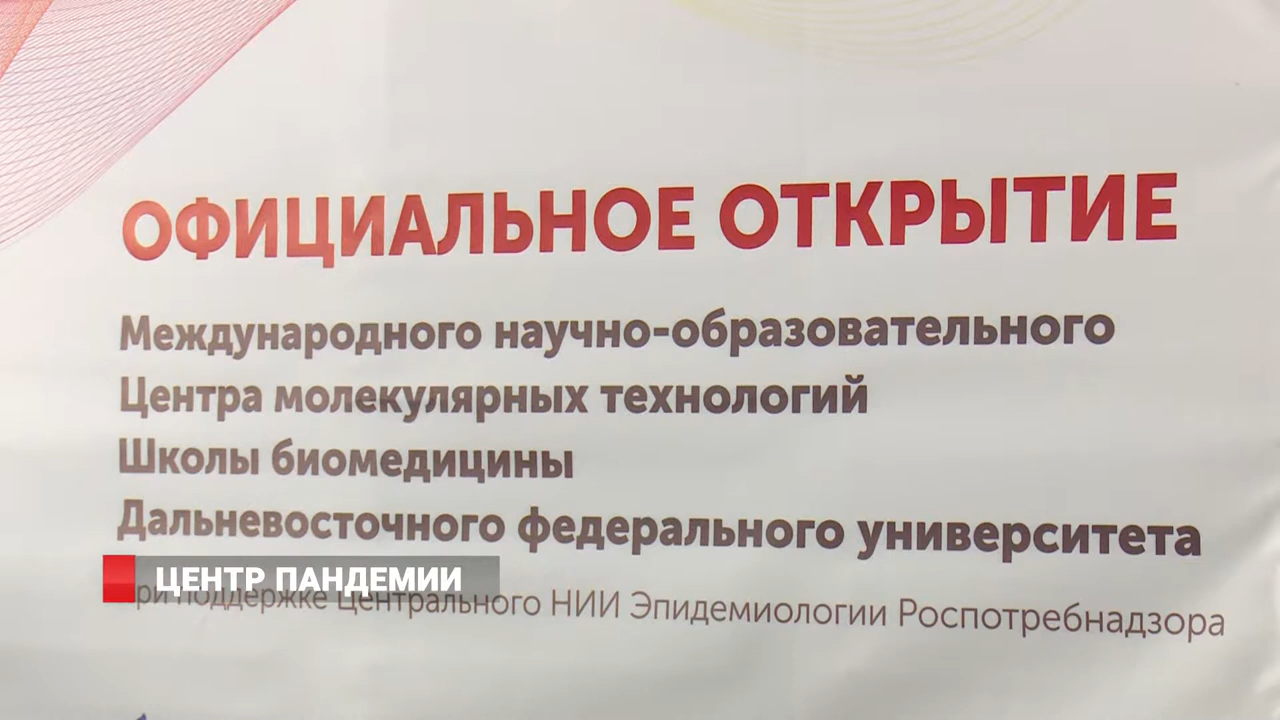 ОФИЦИАЛЬНОЕ ОТКРЫТИЕ
Международного научно-образовательного
Центра молекулярных технологий
Школы биомедицины
Дальневосточного федерального университета
ЦЕНТР ПАНДЕМИИ
при поддержке Центрального НИИ Эпидемиологии Роспотребнадзора